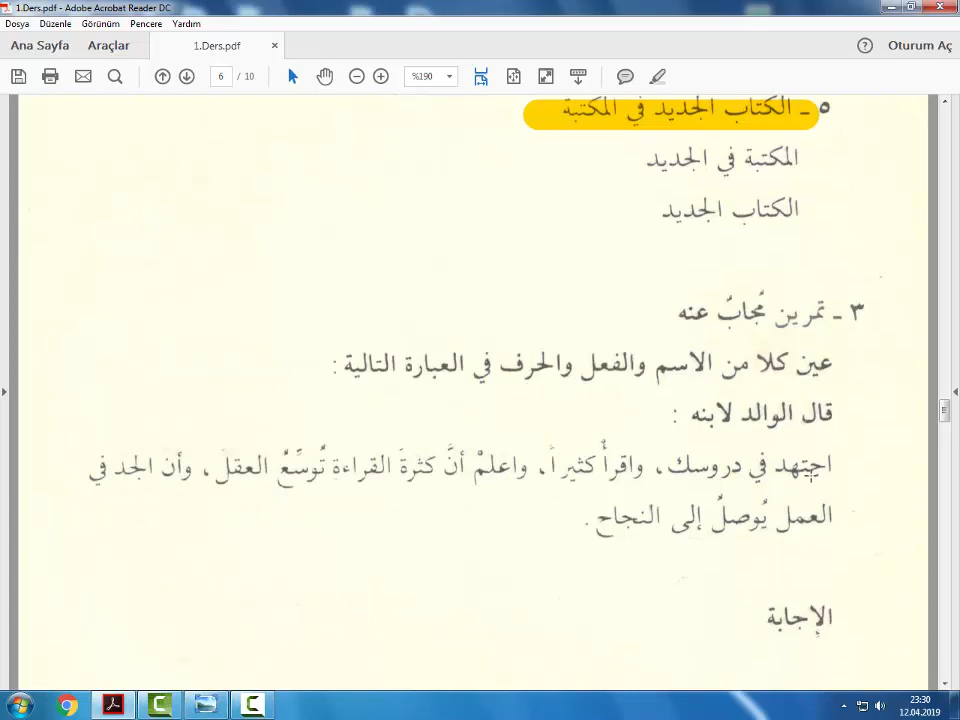 1.Ders.pdf - Adobe Acrobat Reader DC
Dosya Düzenle Görünüm Pencere Yardım
Ana Sayfa Araçlar 1.Ders.pdf × ? Oturum Aç
6 / 10 %190
٥ ـ الكتاب الجديد في المكتبة
المكتبة في الجديد
الكتاب الجديد
٣ ـ تمرين مُجابٌ عنه
عين كلا من الاسم والفعل والحرف في العبارة التالية :
قال الوالد لابنه :
اجتهد في دروسك، واقرأْ كثيراً، واعلمْ أنَّ كثرةَ القراءة تُوسِّعُ العقلَ، وأن الجد في
العمل يُوصلُ إلى النجاح .
الإجابة
23:30
12.04.2019